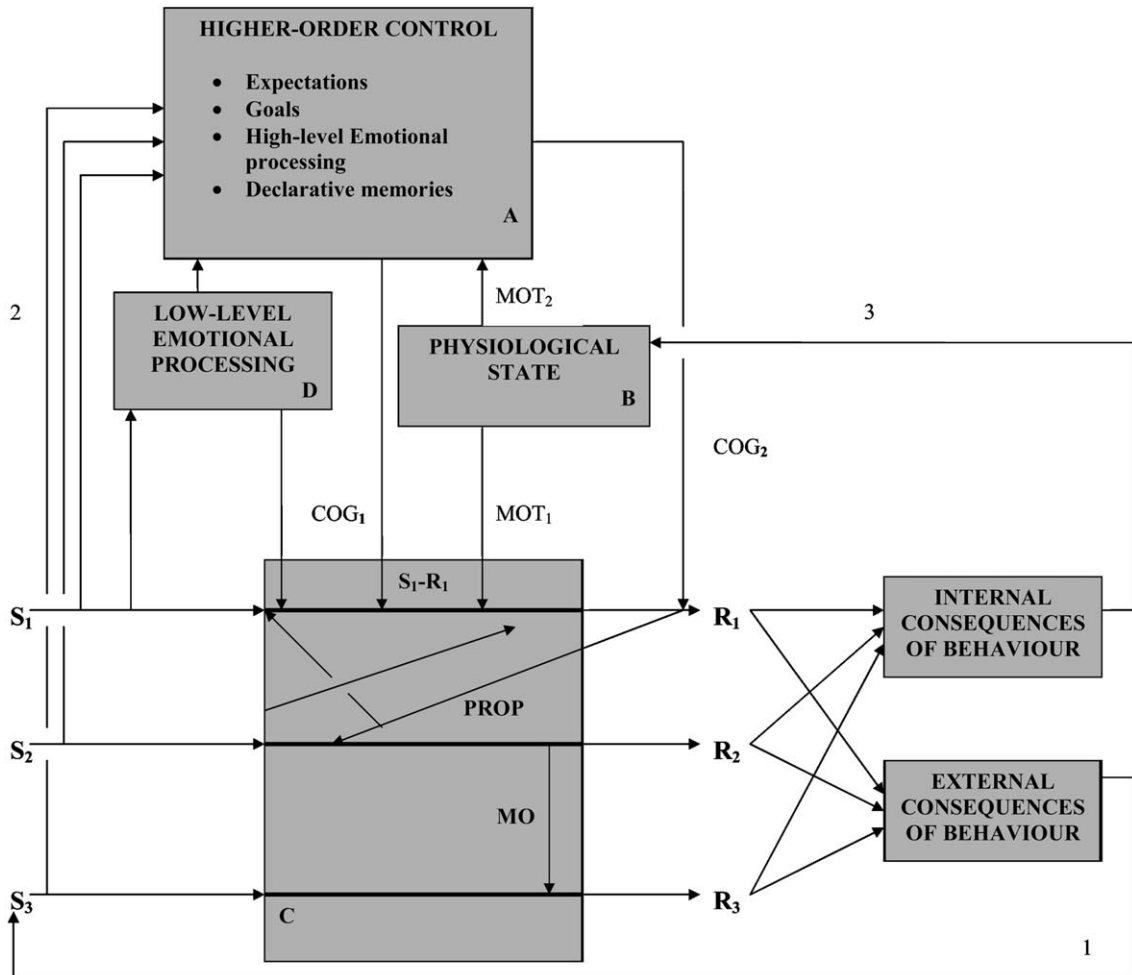 HIGHER-ORDER CONTROL
• Expectations
• Goals
• High-level Emotional
processing
• Declarative memories
A
2
LOW-LEVEL
EMOTIONAL
PROCESSING
D
MOT₂
PHYSIOLOGICAL
STATE
B
3
COG₂
COG₁
MOT₁
S₁-R₁
S₁
R₁
INTERNAL
CONSEQUENCES
OF BEHAVIOUR
PROP
S₂
R₂
EXTERNAL
CONSEQUENCES
OF BEHAVIOUR
MO
S₃
R₃
C
1